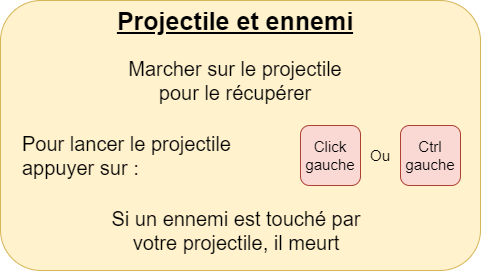 Projectile et ennemi
Marcher sur le projectile
pour le récupérer
Pour lancer le projectile
appuyer sur :
Click
gauche
Ou
Ctrl
gauche
Si un ennemi est touché par
votre projectile, il meurt